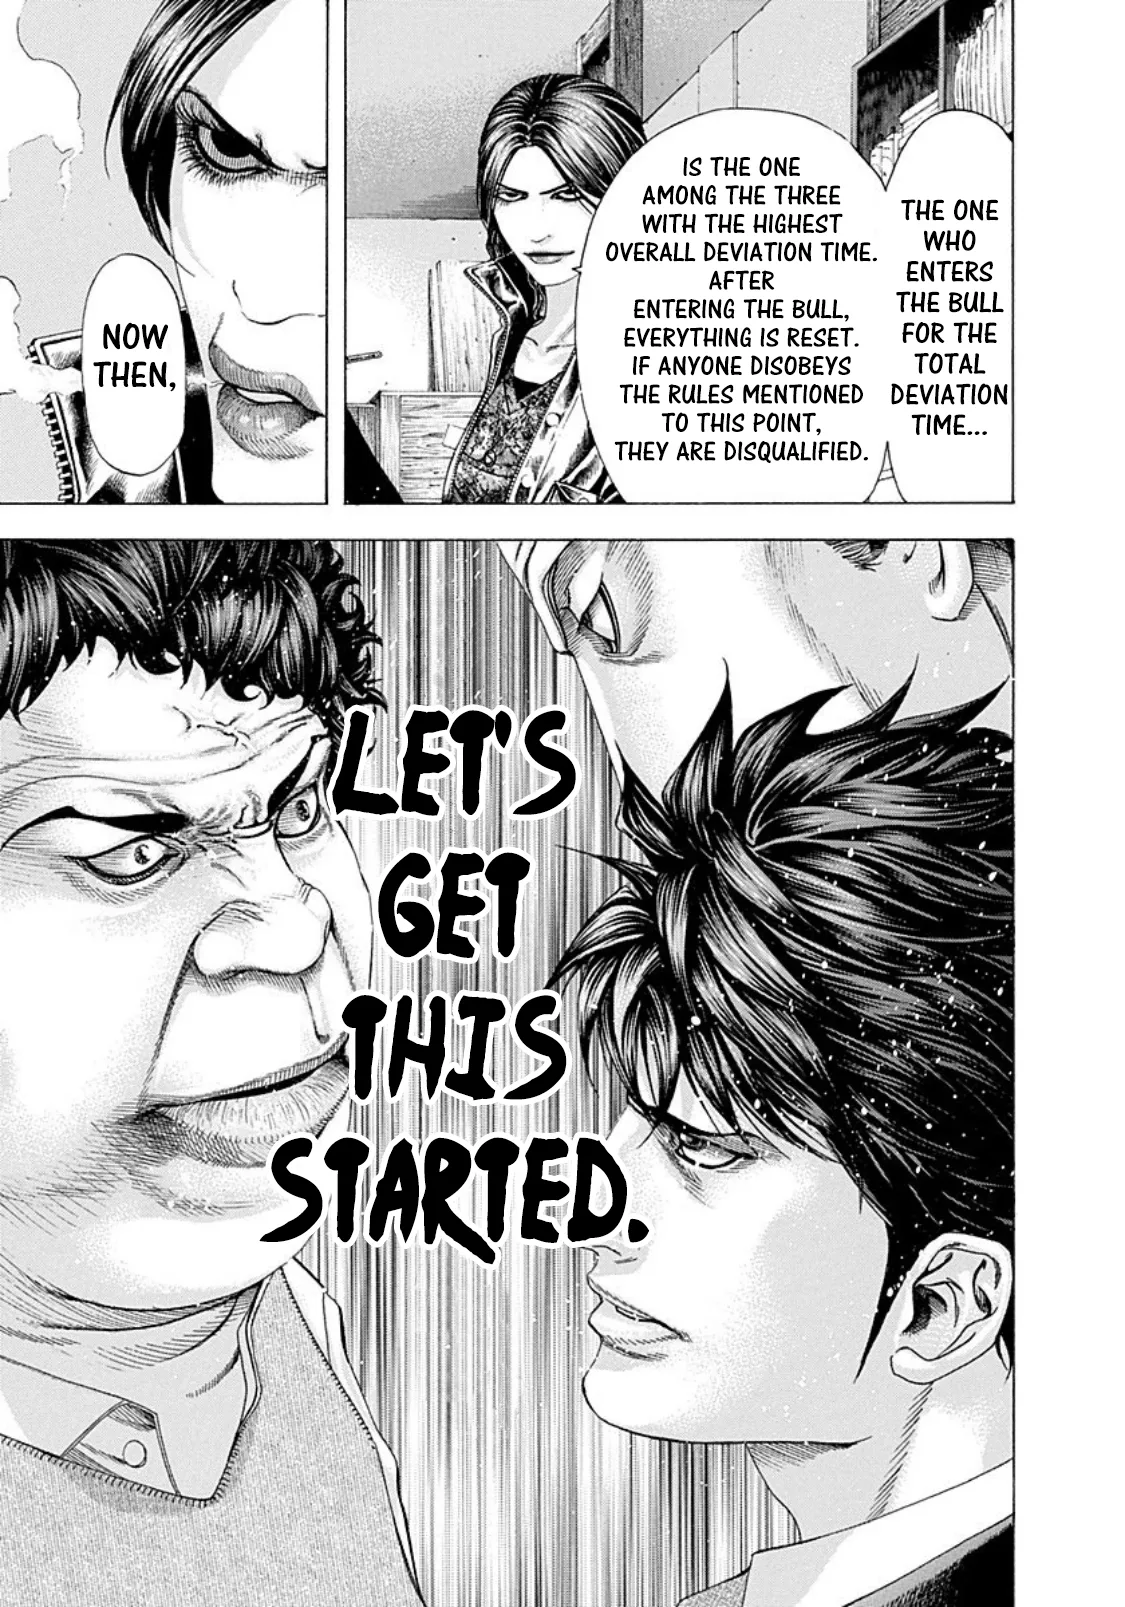 THE ONE
WHO
ENTERS
THE BULL
FOR THE
TOTAL
DEVIATION
TIME...
IS THE ONE
AMONG THE THREE
WITH THE HIGHEST
OVERALL DEVIATION TIME.
AFTER
ENTERING THE BULL,
EVERYTHING IS RESET.
IF ANYONE DISOBEYS
THE RULES MENTIONED
TO THIS POINT,
THEY ARE DISQUALIFIED.
NOW
THEN,
LET'S
GET
THIS
STARTED.